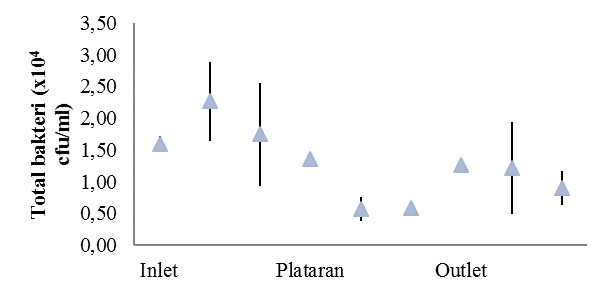 Total bakteri (x10⁴
cfu/ml)
3,50
3,00
2,50
2,00
1,50
1,00
0,50
0,00
Inlet Plataran Outlet